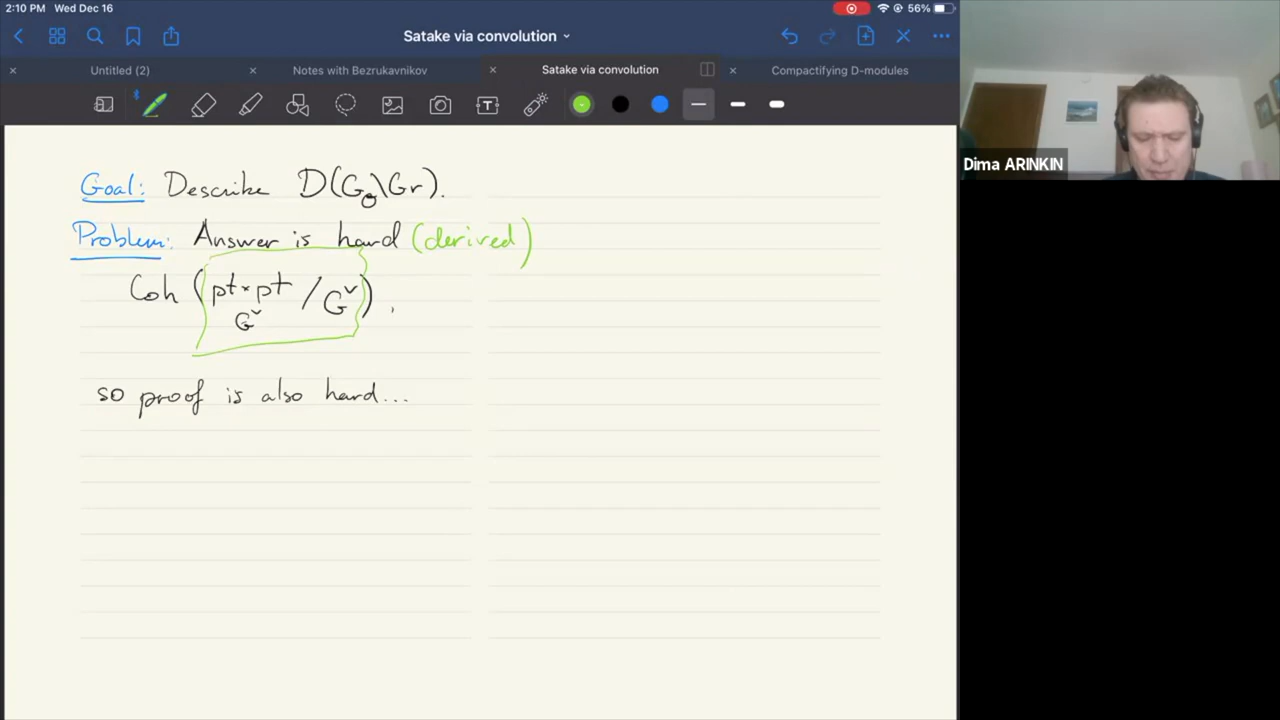 2:10 PM Wed Dec 16
56%
Satake via convolution
Untitled (2)
Notes with Bezrukavnikov
Satake via convolution
Compactifying D-modules
Dima ARINKIN
Goal: Describe D(G_O\Gr).
Problem: Answer is hard (derived)
Coh (pt × pt / G^∨),
G^∨
so proof is also hard...